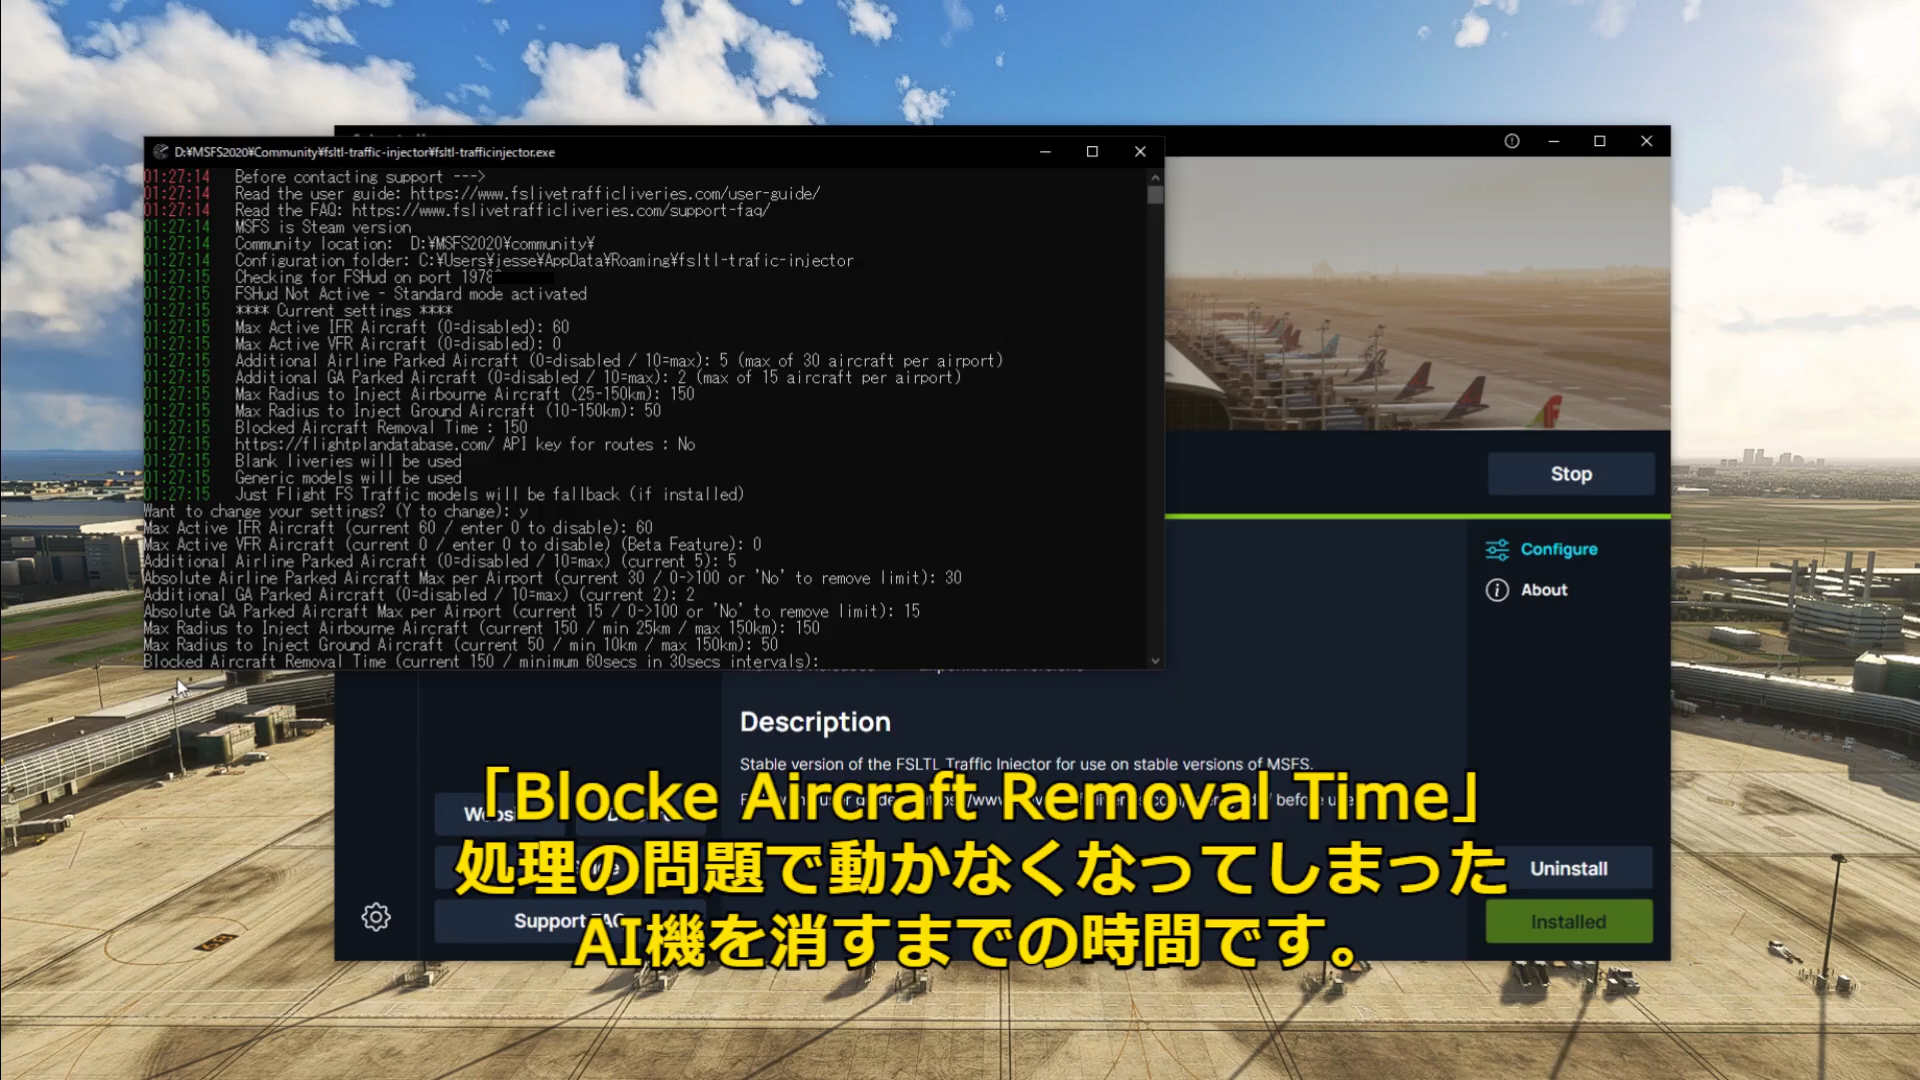 D:¥MSFS2020¥Community¥fsltl-traffic-injector¥fsltl-trafficinjector.exe
01:27:14 Before contacting support --->
01:27:14 Read the user guide: https://www.fslivetrafficliveries.com/user-guide/
01:27:14 Read the FAQ: https://www.fslivetrafficliveries.com/support-faq/
01:27:14 MSFS is Steam version
01:27:14 Community location: D:¥MSFS2020¥community¥
01:27:14 Configuration folder: C:¥Users¥jesse¥AppData¥Roaming¥fsltl-trafic-injector
01:27:15 Checking for FSHud on port 1978
01:27:15 FSHud Not Active - Standard mode activated
01:27:15 **** Current settings ****
01:27:15 Max Active IFR Aircraft (0=disabled): 60
01:27:15 Max Active VFR Aircraft (0=disabled): 0
01:27:15 Additional Airline Parked Aircraft (0=disabled / 10=max): 5 (max of 30 aircraft per airport)
01:27:15 Additional GA Parked Aircraft (0=disabled / 10=max): 2 (max of 15 aircraft per airport)
01:27:15 Max Radius to Inject Airbourne Aircraft (25-150km): 150
01:27:15 Max Radius to Inject Ground Aircraft (10-150km): 50
01:27:15 Blocked Aircraft Removal Time : 150
01:27:15 https://flightplandatabase.com/ API key for routes : No
01:27:15 Blank liveries will be used
01:27:15 Generic models will be used
01:27:15 Just Flight FS Traffic models will be fallback (if installed)
Want to change your settings? (Y to change): y
Max Active IFR Aircraft (current 60 / enter 0 to disable): 60
Max Active VFR Aircraft (current 0 / enter 0 to disable) (Beta Feature): 0
Additional Airline Parked Aircraft (0=disabled / 10=max) (current 5): 5
Absolute Airline Parked Aircraft Max per Airport (current 30 / 0->100 or 'No' to remove limit): 30
Additional GA Parked Aircraft (0=disabled / 10=max) (current 2): 2
Absolute GA Parked Aircraft Max per Airport (current 15 / 0->100 or 'No' to remove limit): 15
Max Radius to Inject Airbourne Aircraft (current 150 / min 25km / max 150km): 150
Max Radius to Inject Ground Aircraft (current 50 / min 10km / max 150km): 50
Blocked Aircraft Removal Time (current 150 / minimum 60secs in 30secs intervals):
Stop
Configure
About
Description
Stable version of the FSLTL Traffic Injector for use on stable versions of MSFS.
Support FAQ
Uninstall
Installed
「Blocke Aircraft Removal Time」
処理の問題で動かなくなってしまった
AI機を消すまでの時間です。